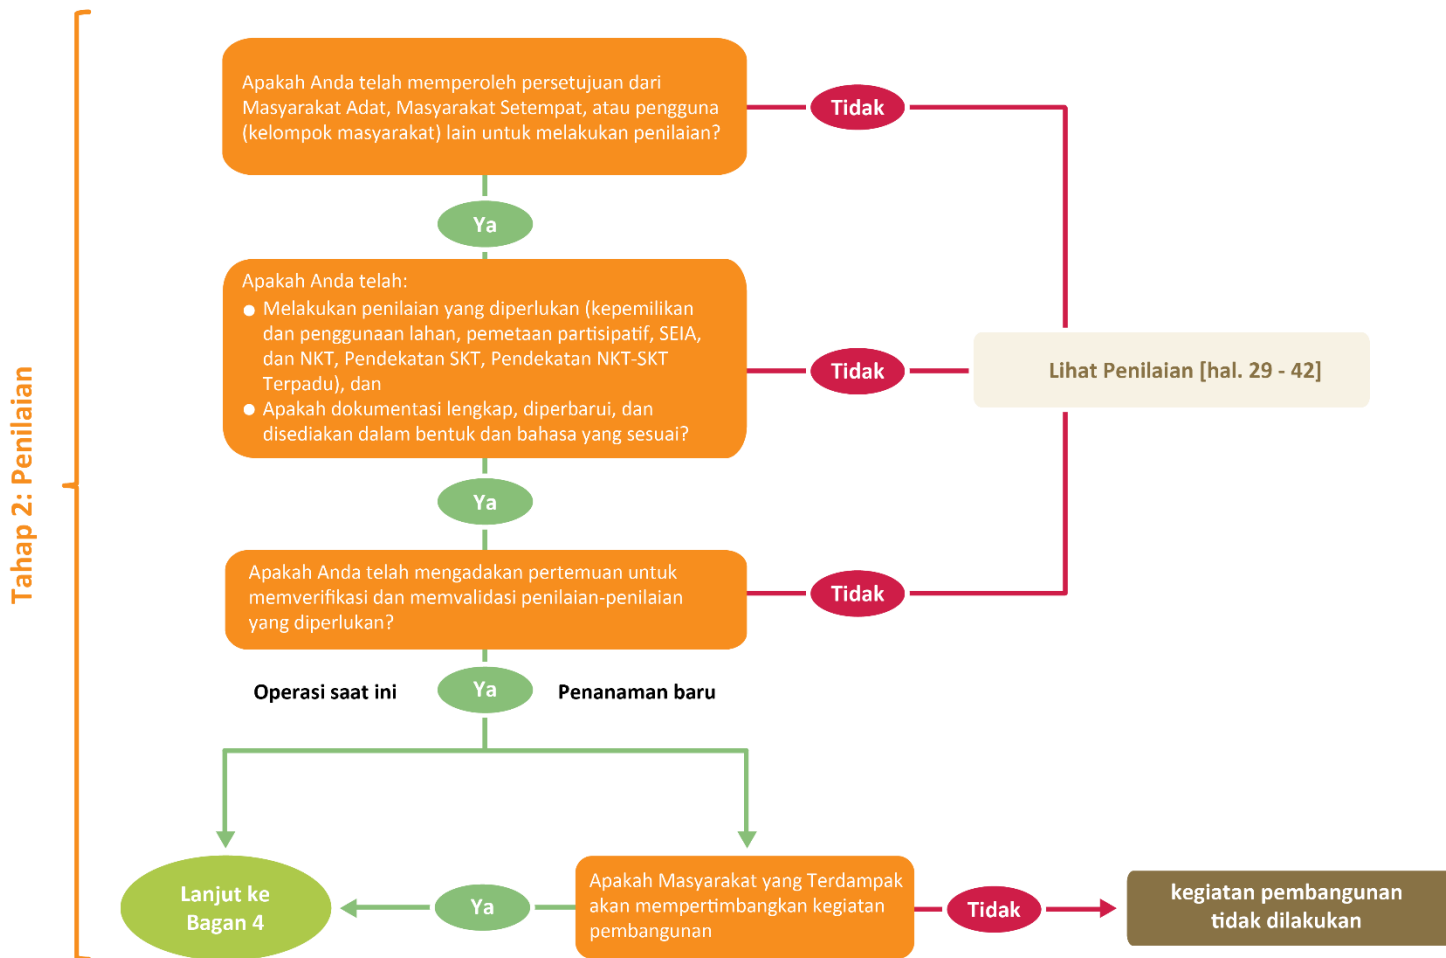 Tahap 2: Penilaian
Apakah Anda telah memperoleh persetujuan dari
Masyarakat Adat, Masyarakat Setempat, atau pengguna
(kelompok masyarakat) lain untuk melakukan penilaian?
Tidak
Ya
Apakah Anda telah:
● Melakukan penilaian yang diperlukan (kepemilikan
dan penggunaan lahan, pemetaan partisipatif, SEIA,
dan NKT, Pendekatan SKT, Pendekatan NKT-SKT
Terpadu), dan
● Apakah dokumentasi lengkap, diperbarui, dan
disediakan dalam bentuk dan bahasa yang sesuai?
Tidak
Lihat Penilaian [hal. 29 - 42]
Ya
Apakah Anda telah mengadakan pertemuan untuk
memverifikasi dan memvalidasi penilaian-penilaian
yang diperlukan?
Tidak
Operasi saat ini
Ya
Penanaman baru
Lanjut ke
Bagan 4
Ya
Apakah Masyarakat yang Terdampak
akan mempertimbangkan kegiatan
pembangunan
Tidak
kegiatan pembangunan
tidak dilakukan